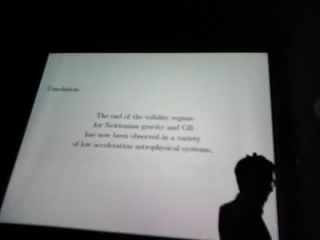 Conclusion:
The end of the validity regime
for Newtonian gravity and GR
has now been observed in a variety
of low acceleration astrophysical systems.